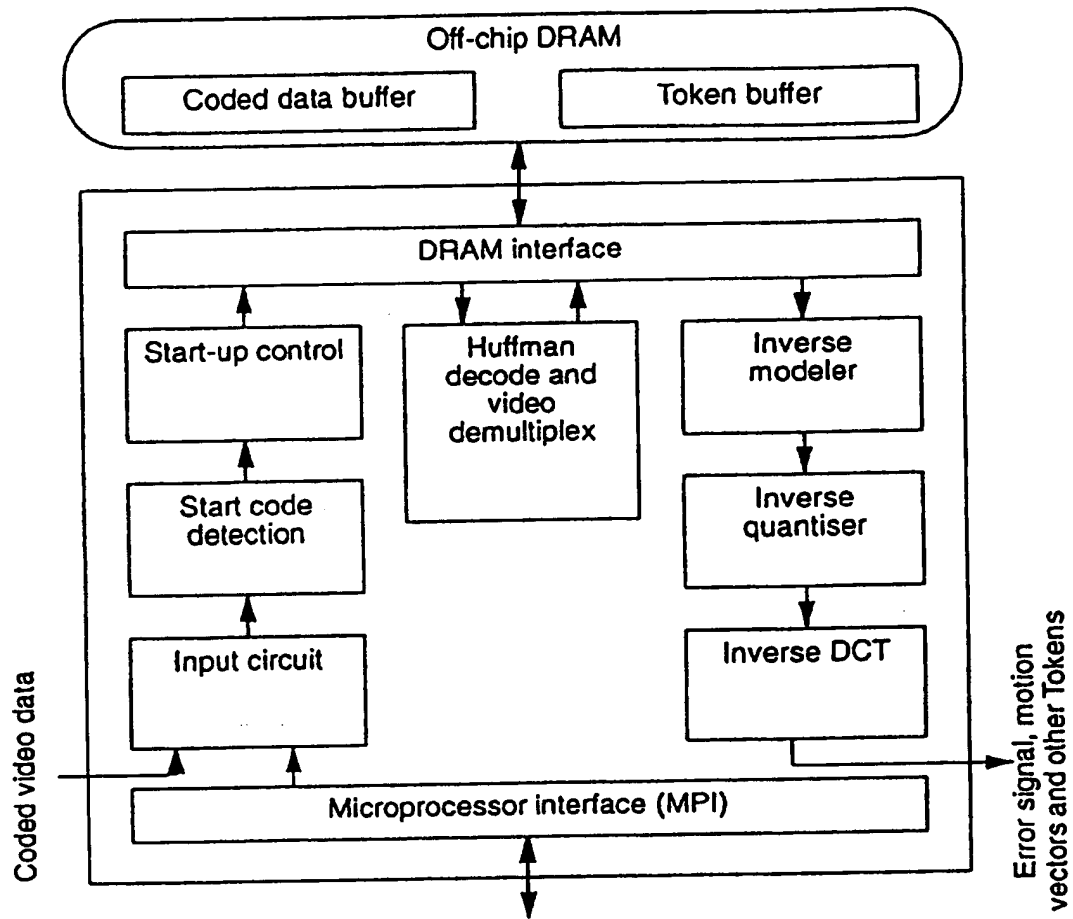 Off-chip DRAM
Coded data buffer
Token buffer
DRAM interface
Start-up control
Huffman
decode and
video
demultiplex
Inverse
modeler
Start code
detection
Inverse
quantiser
Input circuit
Inverse DCT
Coded video data
Error signal, motion
vectors and other Tokens
Microprocessor interface (MPI)